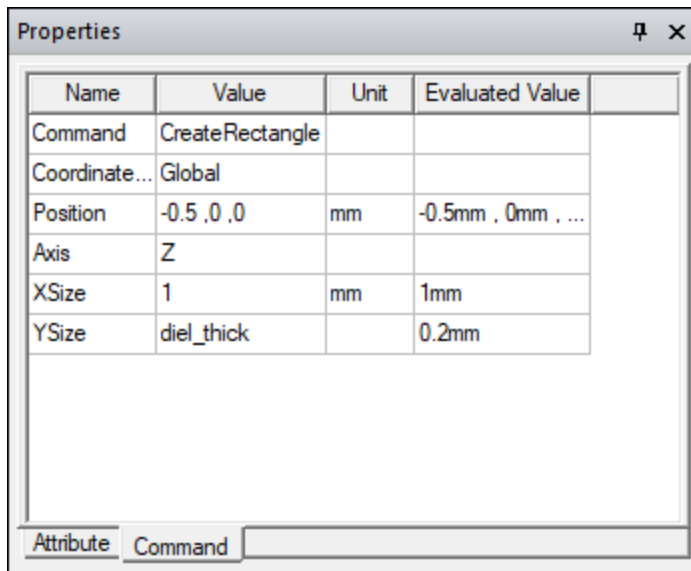 Properties
Name Value Unit Evaluated Value
Command CreateRectangle
Coordinate... Global
Position -0.5 ,0 ,0 mm -0.5mm , 0mm , ...
Axis Z
XSize 1 mm 1mm
YSize diel_thick 0.2mm
Attribute Command